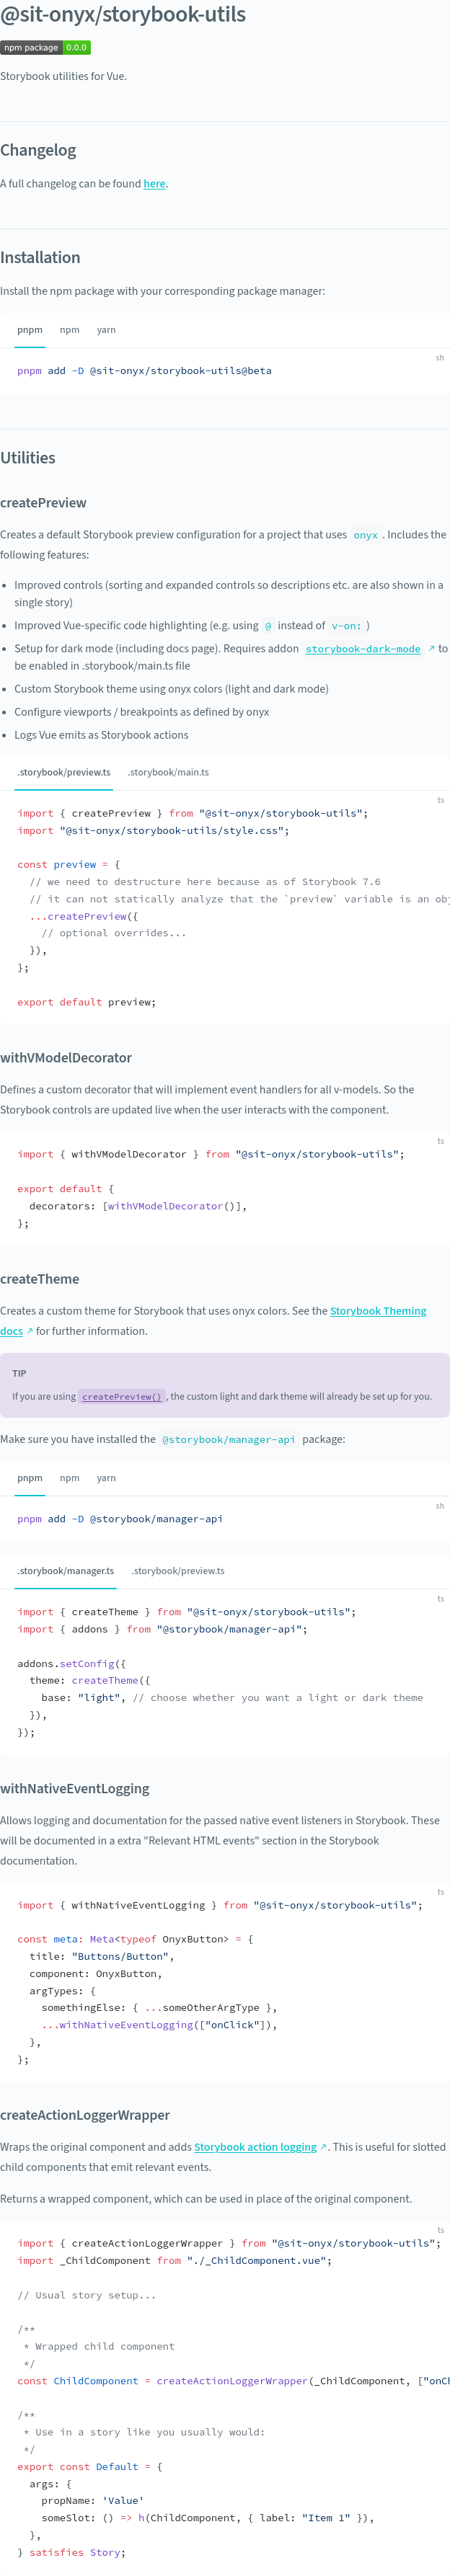 @sit-onyx/storybook-utils
npm package 0.0.0
Storybook utilities for Vue.
Changelog
A full changelog can be found here.
Installation
Install the npm package with your corresponding package manager:
pnpm npm yarn
sh
pnpm add -D @sit-onyx/storybook-utils@beta
Utilities
createPreview
Creates a default Storybook preview configuration for a project that uses onyx . Includes the
following features:
• Improved controls (sorting and expanded controls so descriptions etc. are also shown in a
single story)
• Improved Vue-specific code highlighting (e.g. using @ instead of v-on: )
• Setup for dark mode (including docs page). Requires addon storybook-dark-mode ↗ to
be enabled in .storybook/main.ts file
• Custom Storybook theme using onyx colors (light and dark mode)
• Configure viewports / breakpoints as defined by onyx
• Logs Vue emits as Storybook actions
.storybook/preview.ts .storybook/main.ts
ts
import { createPreview } from "@sit-onyx/storybook-utils";
import "@sit-onyx/storybook-utils/style.css";
const preview = {
// we need to destructure here because as of Storybook 7.6
// it can not statically analyze that the `preview` variable is an obj
...createPreview({
// optional overrides...
}),
};
export default preview;
withVModelDecorator
Defines a custom decorator that will implement event handlers for all v-models. So the
Storybook controls are updated live when the user interacts with the component.
ts
import { withVModelDecorator } from "@sit-onyx/storybook-utils";
export default {
decorators: [withVModelDecorator()],
};
createTheme
Creates a custom theme for Storybook that uses onyx colors. See the Storybook Theming
docs ↗ for further information.
TIP
If you are using createPreview() , the custom light and dark theme will already be set up for you.
Make sure you have installed the @storybook/manager-api package:
pnpm npm yarn
sh
pnpm add -D @storybook/manager-api
.storybook/manager.ts .storybook/preview.ts
ts
import { createTheme } from "@sit-onyx/storybook-utils";
import { addons } from "@storybook/manager-api";
addons.setConfig({
theme: createTheme({
base: "light", // choose whether you want a light or dark theme
}),
});
withNativeEventLogging
Allows logging and documentation for the passed native event listeners in Storybook. These
will be documented in a extra "Relevant HTML events" section in the Storybook
documentation.
ts
import { withNativeEventLogging } from "@sit-onyx/storybook-utils";
const meta: Meta<typeof OnyxButton> = {
title: "Buttons/Button",
component: OnyxButton,
argTypes: {
somethingElse: { ...someOtherArgType },
...withNativeEventLogging(["onClick"]),
},
};
createActionLoggerWrapper
Wraps the original component and adds Storybook action logging ↗. This is useful for slotted
child components that emit relevant events.
Returns a wrapped component, which can be used in place of the original component.
ts
import { createActionLoggerWrapper } from "@sit-onyx/storybook-utils";
import _ChildComponent from "./_ChildComponent.vue";
// Usual story setup...
/**
* Wrapped child component
*/
const ChildComponent = createActionLoggerWrapper(_ChildComponent, ["onCh
/**
* Use in a story like you usually would:
*/
export const Default = {
args: {
propName: 'Value'
someSlot: () => h(ChildComponent, { label: "Item 1" }),
},
} satisfies Story;